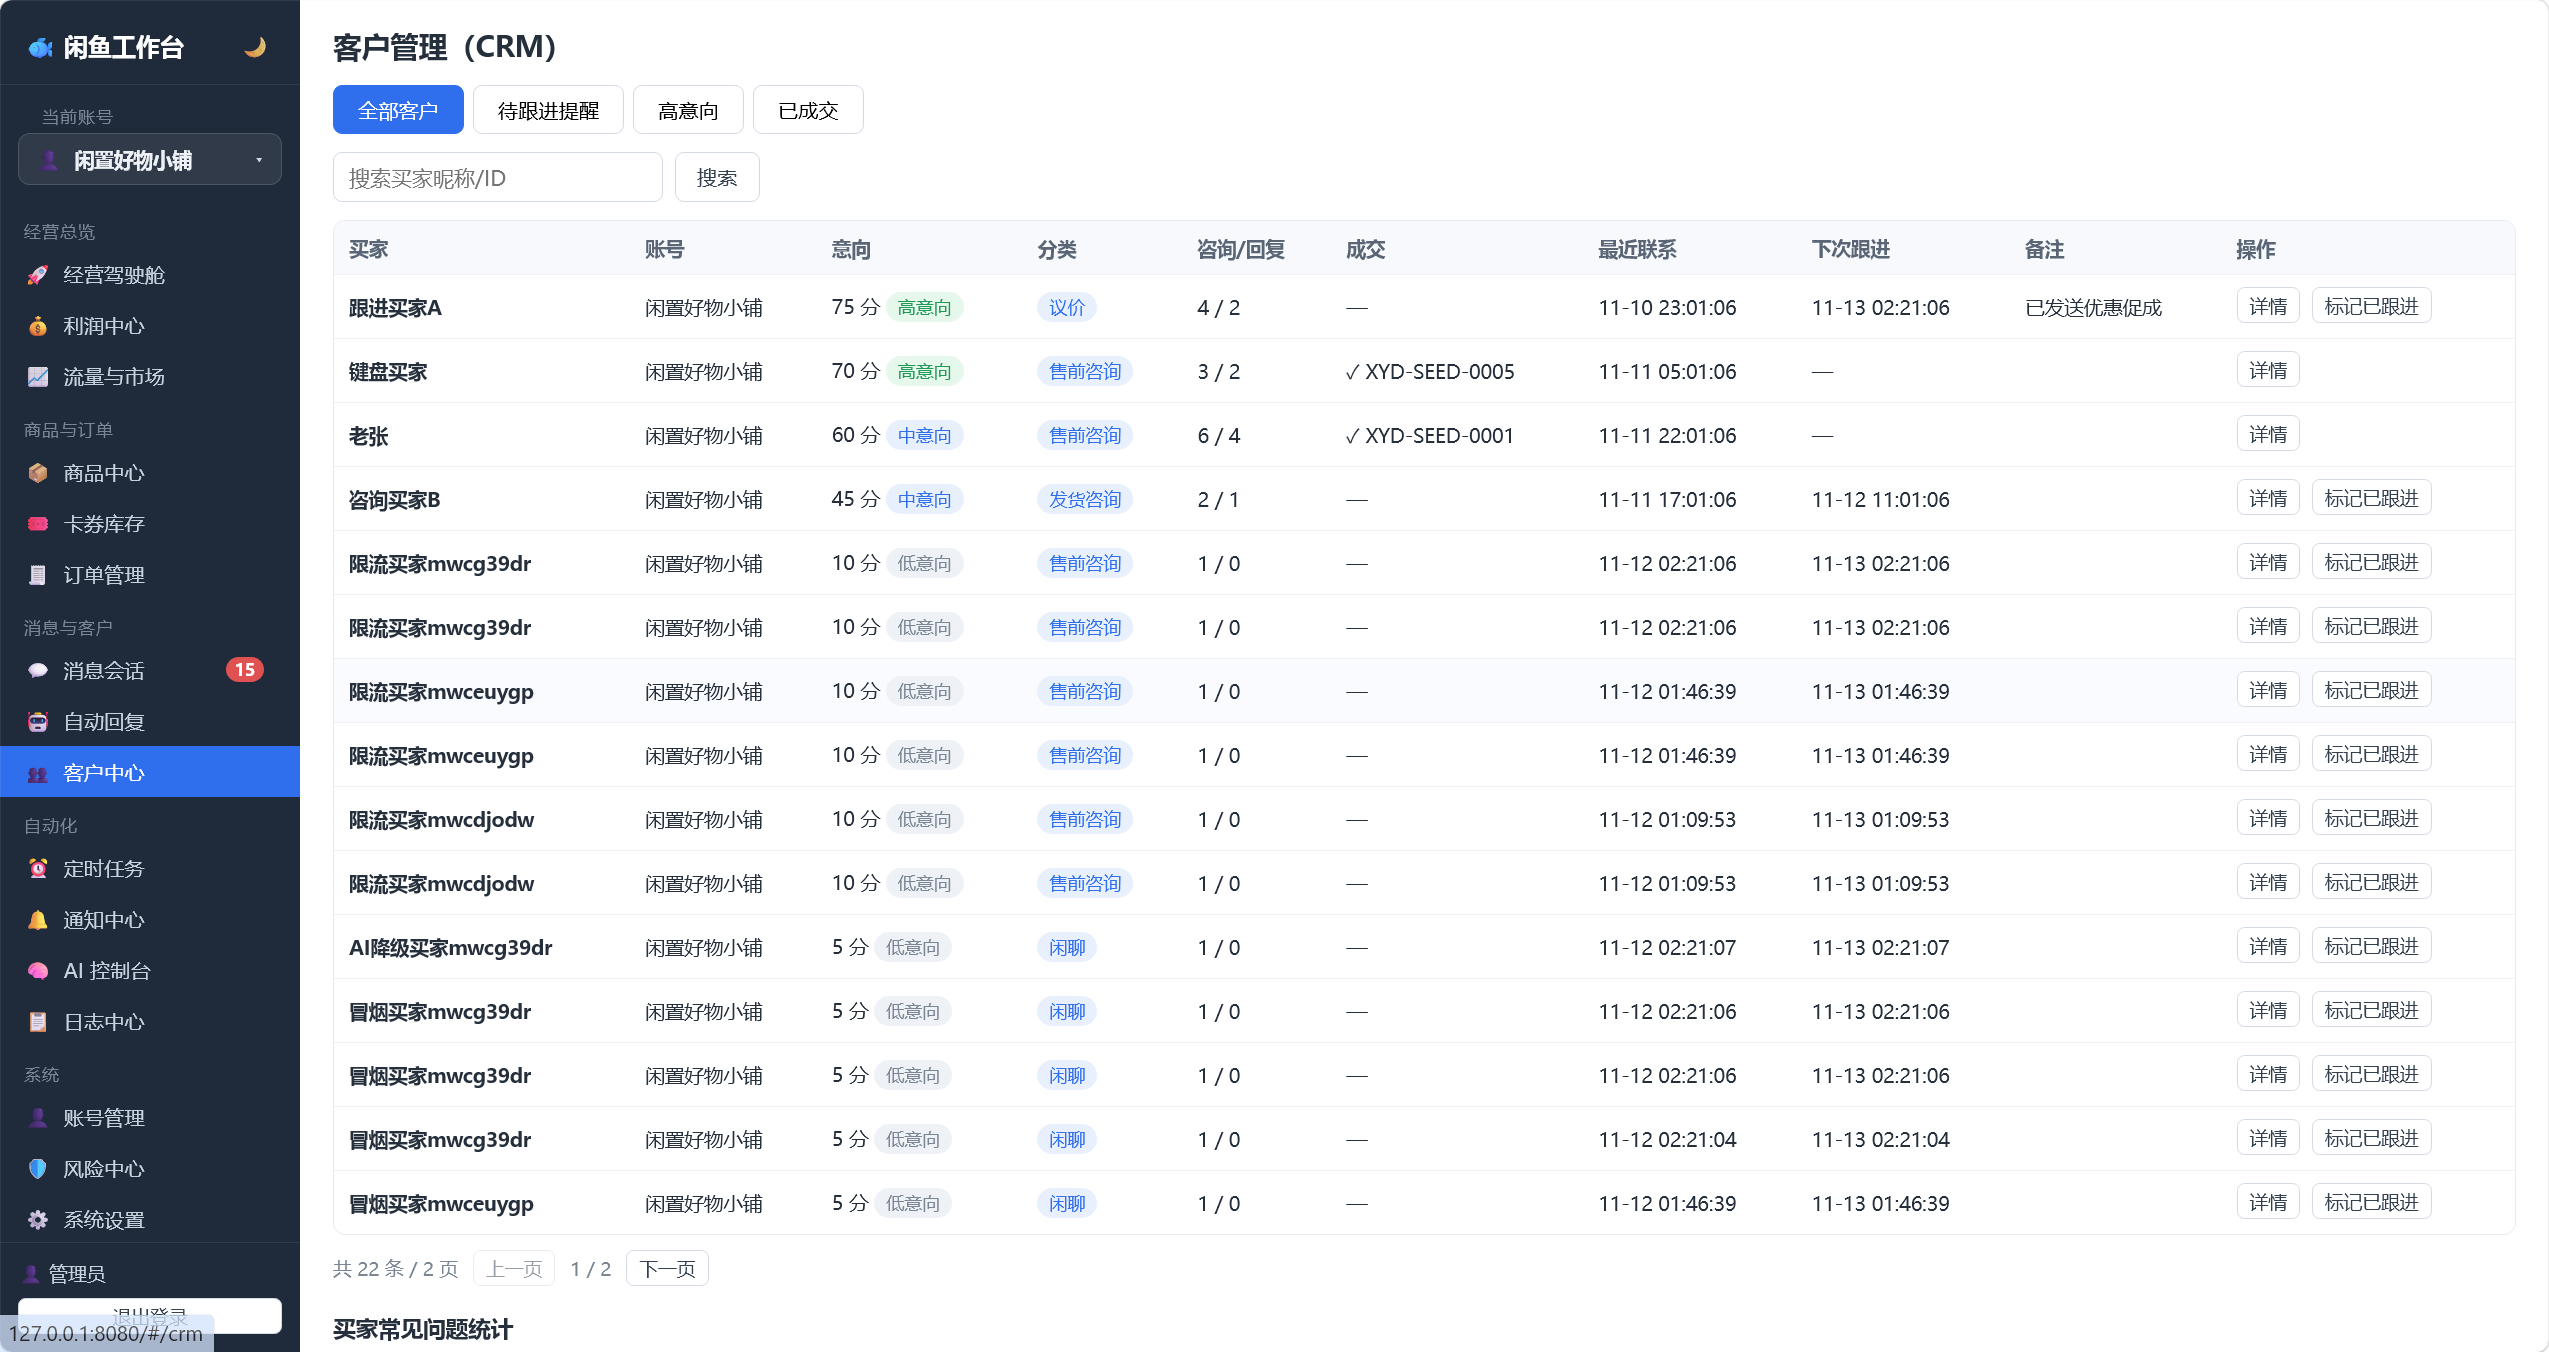 闲鱼工作台
当前账号
闲置好物小铺
经营总览
经营驾驶舱
利润中心
流量与市场
商品与订单
商品中心
卡券库存
订单管理
消息与客户
消息会话 15
自动回复
客户中心
自动化
定时任务
通知中心
AI 控制台
日志中心
系统
账号管理
风险中心
系统设置
管理员
退出登录
127.0.0.1:8080/#/crm
客户管理（CRM）
全部客户 待跟进提醒 高意向 已成交
搜索买家昵称/ID 搜索
买家 账号 意向 分类 咨询/回复 成交 最近联系 下次跟进 备注 操作
跟进买家A 闲置好物小铺 75 分 高意向 议价 4 / 2 — 11-10 23:01:06 11-13 02:21:06 已发送优惠促成 详情 标记已跟进
键盘买家 闲置好物小铺 70 分 高意向 售前咨询 3 / 2 ✓ XYD-SEED-0005 11-11 05:01:06 — 详情
老张 闲置好物小铺 60 分 中意向 售前咨询 6 / 4 ✓ XYD-SEED-0001 11-11 22:01:06 — 详情
咨询买家B 闲置好物小铺 45 分 中意向 发货咨询 2 / 1 — 11-11 17:01:06 11-12 11:01:06 详情 标记已跟进
限流买家mwcg39dr 闲置好物小铺 10 分 低意向 售前咨询 1 / 0 — 11-12 02:21:06 11-13 02:21:06 详情 标记已跟进
限流买家mwcg39dr 闲置好物小铺 10 分 低意向 售前咨询 1 / 0 — 11-12 02:21:06 11-13 02:21:06 详情 标记已跟进
限流买家mwceuygp 闲置好物小铺 10 分 低意向 售前咨询 1 / 0 — 11-12 01:46:39 11-13 01:46:39 详情 标记已跟进
限流买家mwceuygp 闲置好物小铺 10 分 低意向 售前咨询 1 / 0 — 11-12 01:46:39 11-13 01:46:39 详情 标记已跟进
限流买家mwcdjodw 闲置好物小铺 10 分 低意向 售前咨询 1 / 0 — 11-12 01:09:53 11-13 01:09:53 详情 标记已跟进
限流买家mwcdjodw 闲置好物小铺 10 分 低意向 售前咨询 1 / 0 — 11-12 01:09:53 11-13 01:09:53 详情 标记已跟进
AI降级买家mwcg39dr 闲置好物小铺 5 分 低意向 闲聊 1 / 0 — 11-12 02:21:07 11-13 02:21:07 详情 标记已跟进
冒烟买家mwcg39dr 闲置好物小铺 5 分 低意向 闲聊 1 / 0 — 11-12 02:21:06 11-13 02:21:06 详情 标记已跟进
冒烟买家mwcg39dr 闲置好物小铺 5 分 低意向 闲聊 1 / 0 — 11-12 02:21:06 11-13 02:21:06 详情 标记已跟进
冒烟买家mwcg39dr 闲置好物小铺 5 分 低意向 闲聊 1 / 0 — 11-12 02:21:04 11-13 02:21:04 详情 标记已跟进
冒烟买家mwceuygp 闲置好物小铺 5 分 低意向 闲聊 1 / 0 — 11-12 01:46:39 11-13 01:46:39 详情 标记已跟进
共 22 条 / 2 页 上一页 1 / 2 下一页
买家常见问题统计